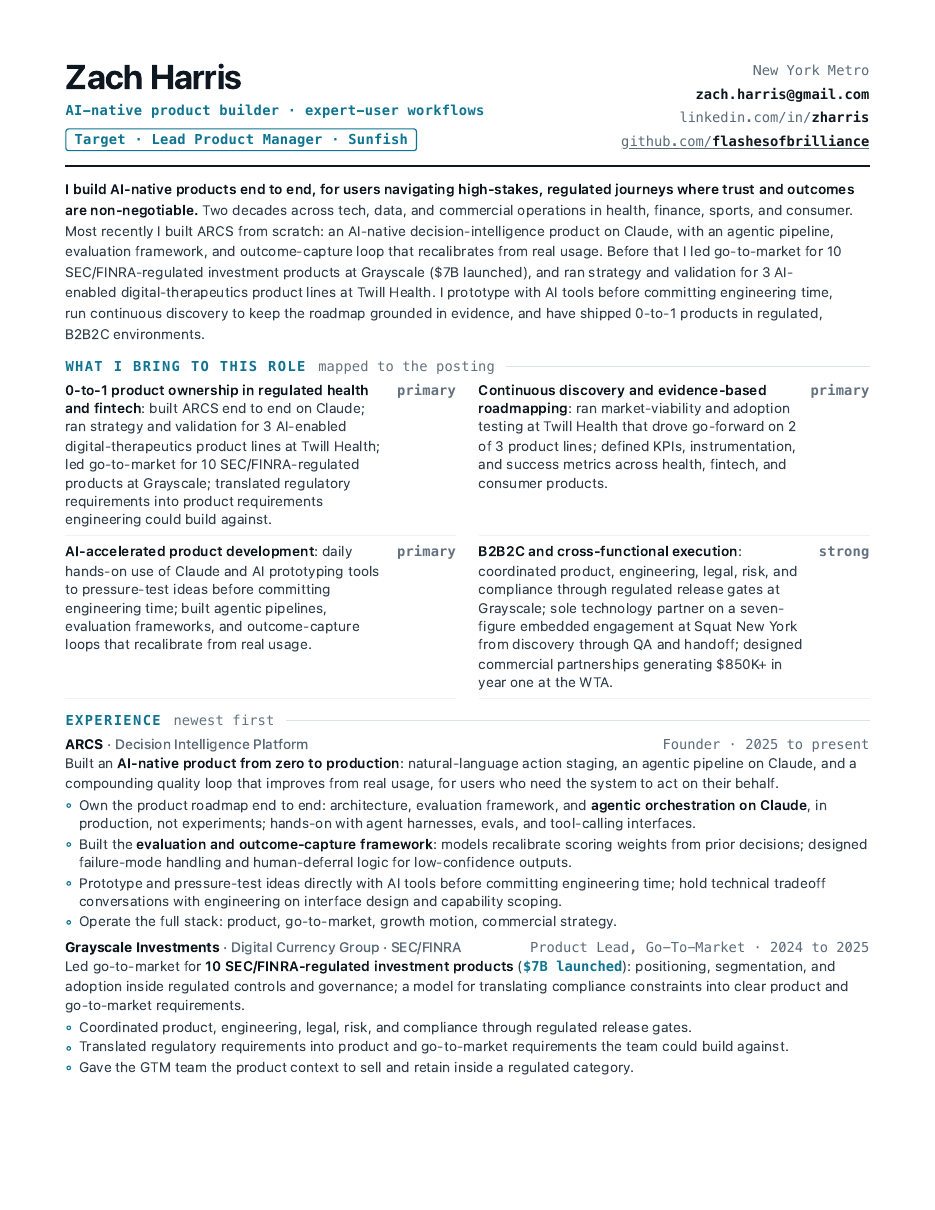 Zach Harris
AI-native product builder · expert-user workflows
Target · Lead Product Manager · Sunfish
New York Metro
zach.harris@gmail.com
linkedin.com/in/zharris
github.com/flashesofbrilliance
I build AI-native products end to end, for users navigating high-stakes, regulated journeys where trust and outcomes
are non-negotiable. Two decades across tech, data, and commercial operations in health, finance, sports, and consumer.
Most recently I built ARCS from scratch: an AI-native decision-intelligence product on Claude, with an agentic pipeline,
evaluation framework, and outcome-capture loop that recalibrates from real usage. Before that I led go-to-market for 10
SEC/FINRA-regulated investment products at Grayscale ($7B launched), and ran strategy and validation for 3 AI-
enabled digital-therapeutics product lines at Twill Health. I prototype with AI tools before committing engineering time,
run continuous discovery to keep the roadmap grounded in evidence, and have shipped 0-to-1 products in regulated,
B2B2C environments.
WHAT I BRING TO THIS ROLE mapped to the posting
0-to-1 product ownership in regulated health primary
and fintech: built ARCS end to end on Claude;
ran strategy and validation for 3 AI-enabled
digital-therapeutics product lines at Twill Health;
led go-to-market for 10 SEC/FINRA-regulated
products at Grayscale; translated regulatory
requirements into product requirements
engineering could build against.
Continuous discovery and evidence-based primary
roadmapping: ran market-viability and adoption
testing at Twill Health that drove go-forward on 2
of 3 product lines; defined KPIs, instrumentation,
and success metrics across health, fintech, and
consumer products.
AI-accelerated product development: daily primary
hands-on use of Claude and AI prototyping tools
to pressure-test ideas before committing
engineering time; built agentic pipelines,
evaluation frameworks, and outcome-capture
loops that recalibrate from real usage.
B2B2C and cross-functional execution: strong
coordinated product, engineering, legal, risk, and
compliance through regulated release gates at
Grayscale; sole technology partner on a seven-
figure embedded engagement at Squat New York
from discovery through QA and handoff; designed
commercial partnerships generating $850K+ in
year one at the WTA.
EXPERIENCE newest first
ARCS · Decision Intelligence Platform Founder · 2025 to present
Built an AI-native product from zero to production: natural-language action staging, an agentic pipeline on Claude, and a
compounding quality loop that improves from real usage, for users who need the system to act on their behalf.
Own the product roadmap end to end: architecture, evaluation framework, and agentic orchestration on Claude, in
production, not experiments; hands-on with agent harnesses, evals, and tool-calling interfaces.
Built the evaluation and outcome-capture framework: models recalibrate scoring weights from prior decisions; designed
failure-mode handling and human-deferral logic for low-confidence outputs.
Prototype and pressure-test ideas directly with AI tools before committing engineering time; hold technical tradeoff
conversations with engineering on interface design and capability scoping.
Operate the full stack: product, go-to-market, growth motion, commercial strategy.
Grayscale Investments · Digital Currency Group · SEC/FINRA Product Lead, Go-To-Market · 2024 to 2025
Led go-to-market for 10 SEC/FINRA-regulated investment products ($7B launched): positioning, segmentation, and
adoption inside regulated controls and governance; a model for translating compliance constraints into clear product and
go-to-market requirements.
Coordinated product, engineering, legal, risk, and compliance through regulated release gates.
Translated regulatory requirements into product and go-to-market requirements the team could build against.
Gave the GTM team the product context to sell and retain inside a regulated category.